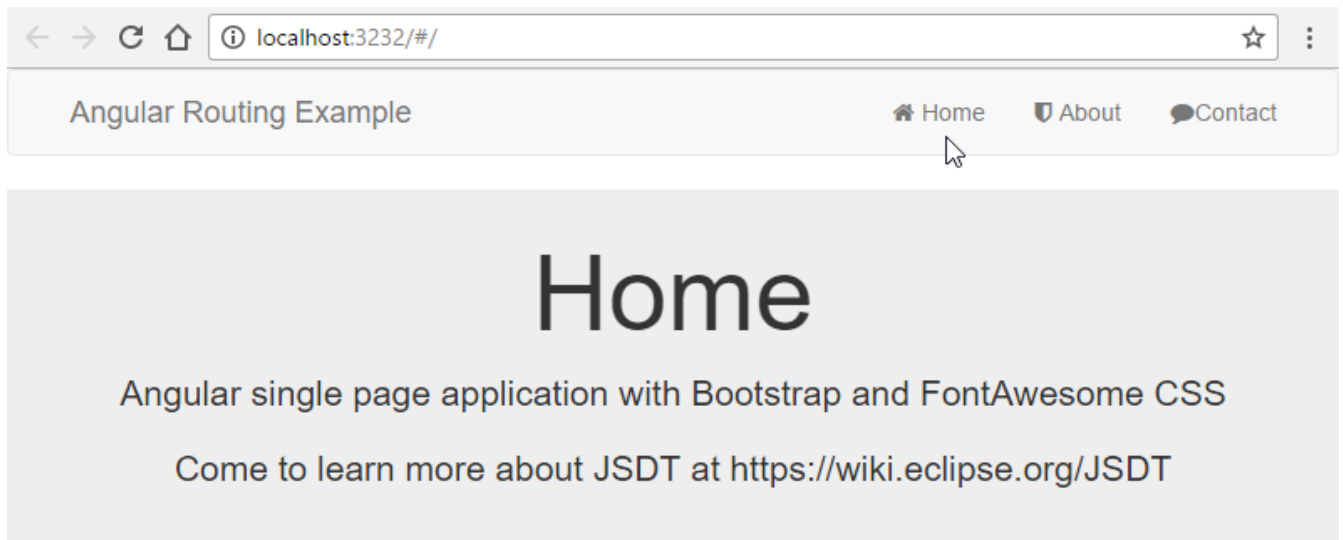 localhost:3232/#/
Angular Routing Example
Home
About
Contact
Home
Angular single page application with Bootstrap and FontAwesome CSS
Come to learn more about JSDT at https://wiki.eclipse.org/JSDT